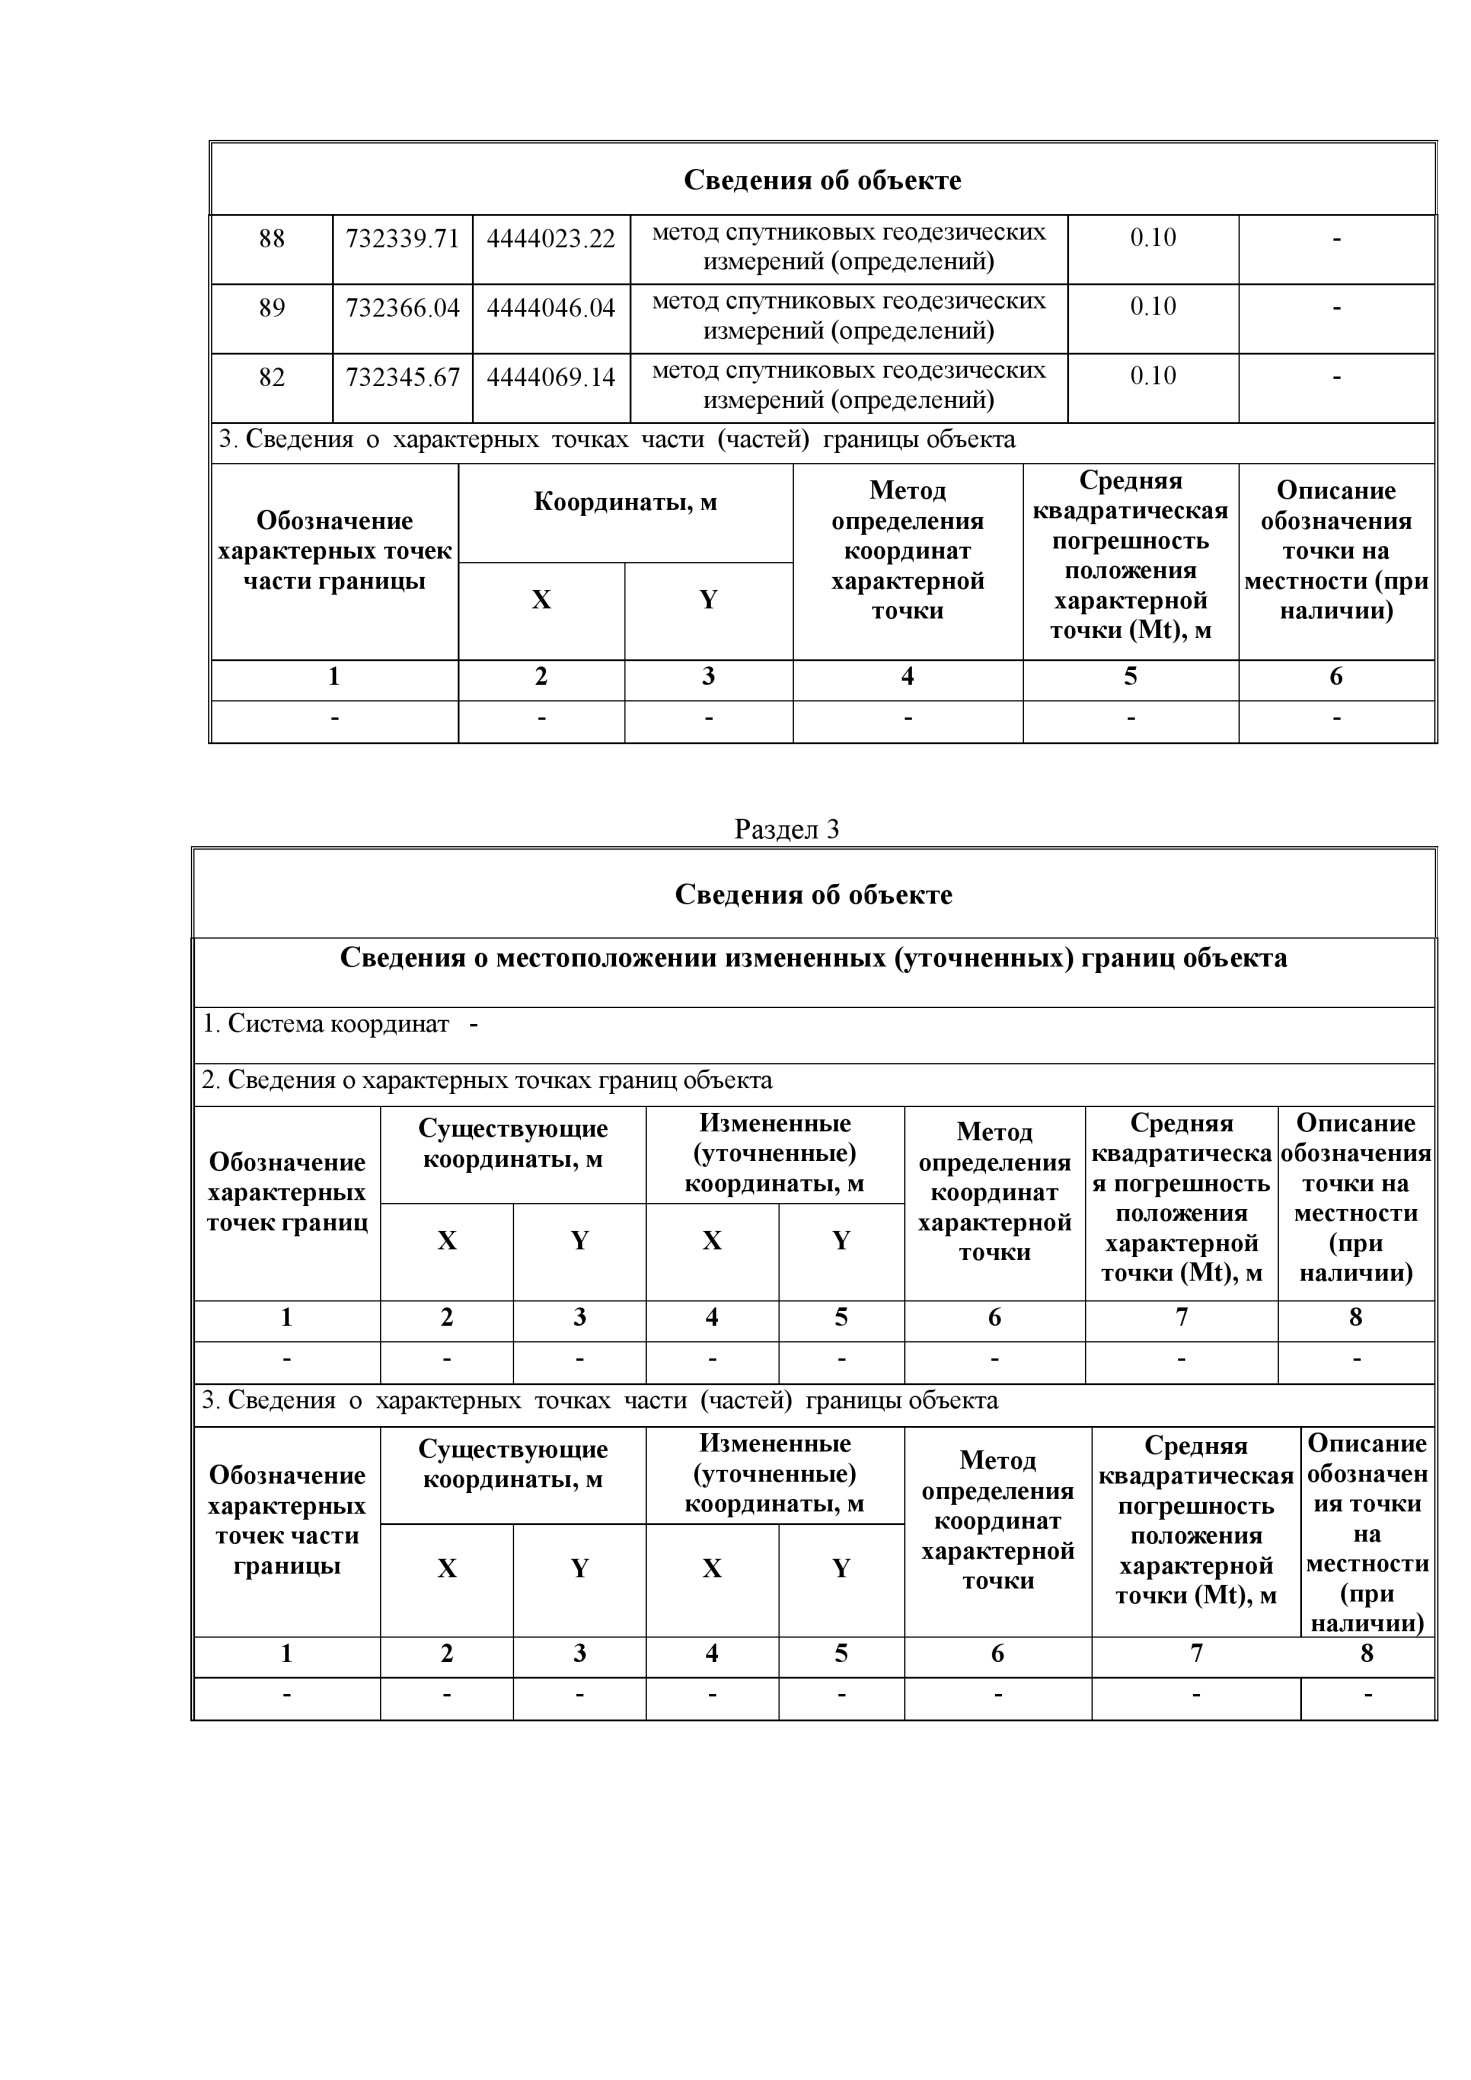 Сведения об объекте
88 732339.71 4444023.22 метод спутниковых геодезических измерений (определений) 0.10 -
89 732366.04 4444046.04 метод спутниковых геодезических измерений (определений) 0.10 -
82 732345.67 4444069.14 метод спутниковых геодезических измерений (определений) 0.10 -
3. Сведения о характерных точках части (частей) границы объекта
Обозначение
характерных точек
части границы
Координаты, м
X Y
Метод
определения
координат
характерной
точки
Средняя
квадратическая
погрешность
положения
характерной
точки (Mt), м
Описание
обозначения
точки на
местности (при
наличии)
1 2 3 4 5 6
- - - - - -
Раздел 3
Сведения об объекте
Сведения о местоположении измененных (уточненных) границ объекта
1. Система координат -
2. Сведения о характерных точках границ объекта
Обозначение
характерных
точек границ
Существующие
координаты, м
X Y
Измененные
(уточненные)
координаты, м
X Y
Метод
определения
координат
характерной
точки
Средняя
квадратическа
я погрешность
положения
характерной
точки (Mt), м
Описание
обозначения
точки на
местности
(при
наличии)
1 2 3 4 5 6 7 8
- - - - - - - -
3. Сведения о характерных точках части (частей) границы объекта
Обозначение
характерных
точек части
границы
Существующие
координаты, м
X Y
Измененные
(уточненные)
координаты, м
X Y
Метод
определения
координат
характерной
точки
Средняя
квадратическая
погрешность
положения
характерной
точки (Mt), м
Описание
обозначен
ия точки
на
местности
(при
наличии)
1 2 3 4 5 6 7 8
- - - - - - - -